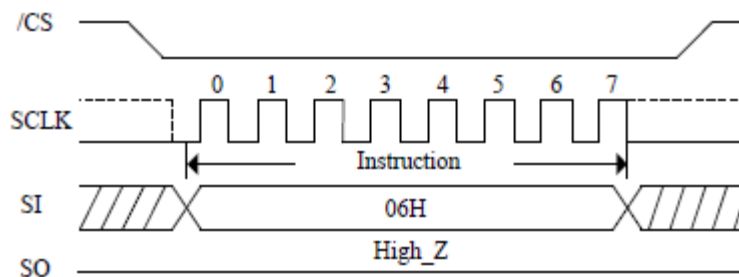 /CS
0 1 2 3 4 5 6 7
SCLK
Instruction
SI
06H
High_Z
SO